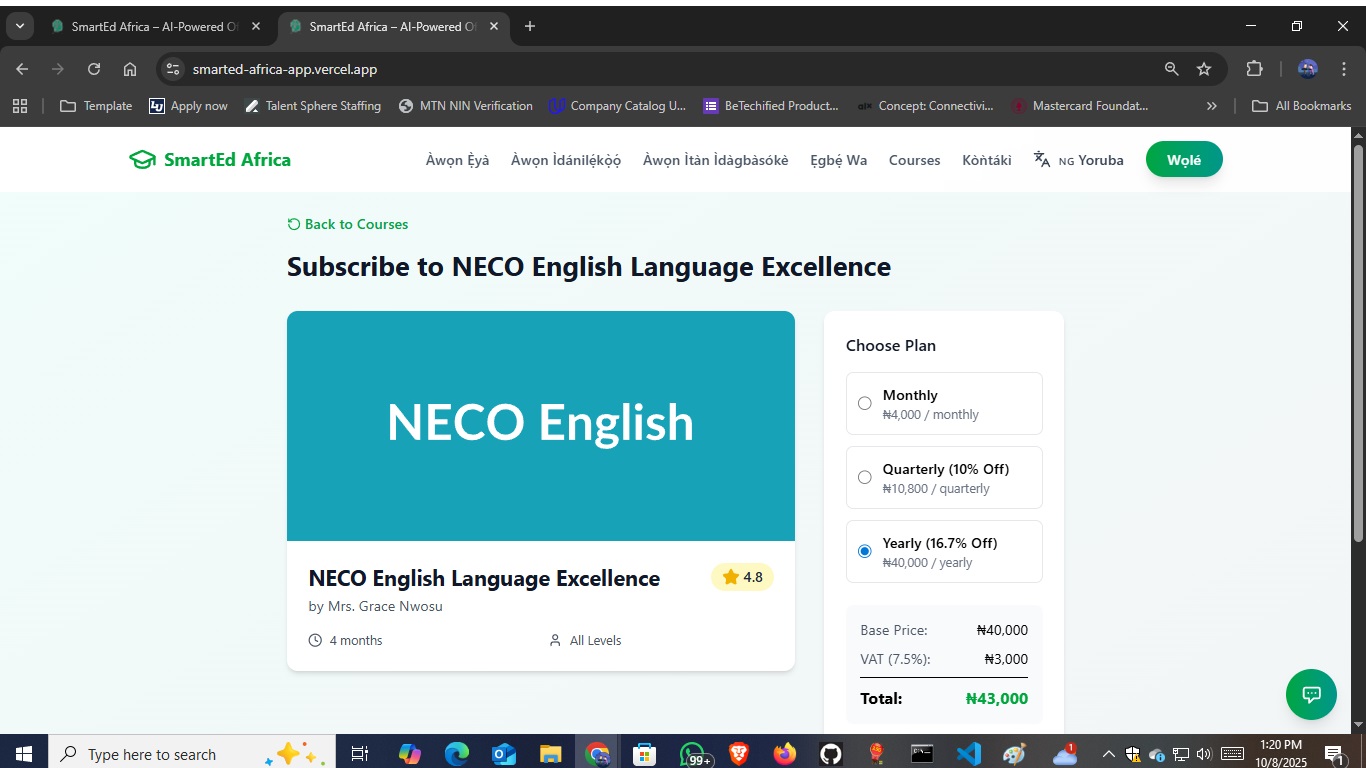 SmartEd Africa – AI-Powered Of
SmartEd Africa – AI-Powered Of
smarted-africa-app.vercel.app
Template
Apply now
Talent Sphere Staffing
MTN NIN Verification
Company Catalog U...
BeTechified Product...
Concept: Connectivi...
Mastercard Foundat...
All Bookmarks
SmartEd Africa
Àwọn Ẹ̀yà
Àwọn Ìdánilẹ́kọ̀ọ́
Àwọn Ìtàn Ìdàgbàsókè
Ẹgbẹ́ Wa
Courses
Kòǹtákì
NG Yoruba
Wọlé
Back to Courses
Subscribe to NECO English Language Excellence
NECO English
NECO English Language Excellence
4.8
by Mrs. Grace Nwosu
4 months
All Levels
Choose Plan
Monthly
₦4,000 / monthly
Quarterly (10% Off)
₦10,800 / quarterly
Yearly (16.7% Off)
₦40,000 / yearly
Base Price: ₦40,000
VAT (7.5%): ₦3,000
Total: ₦43,000
Type here to search
99+
1
1:20 PM
10/8/2025
1